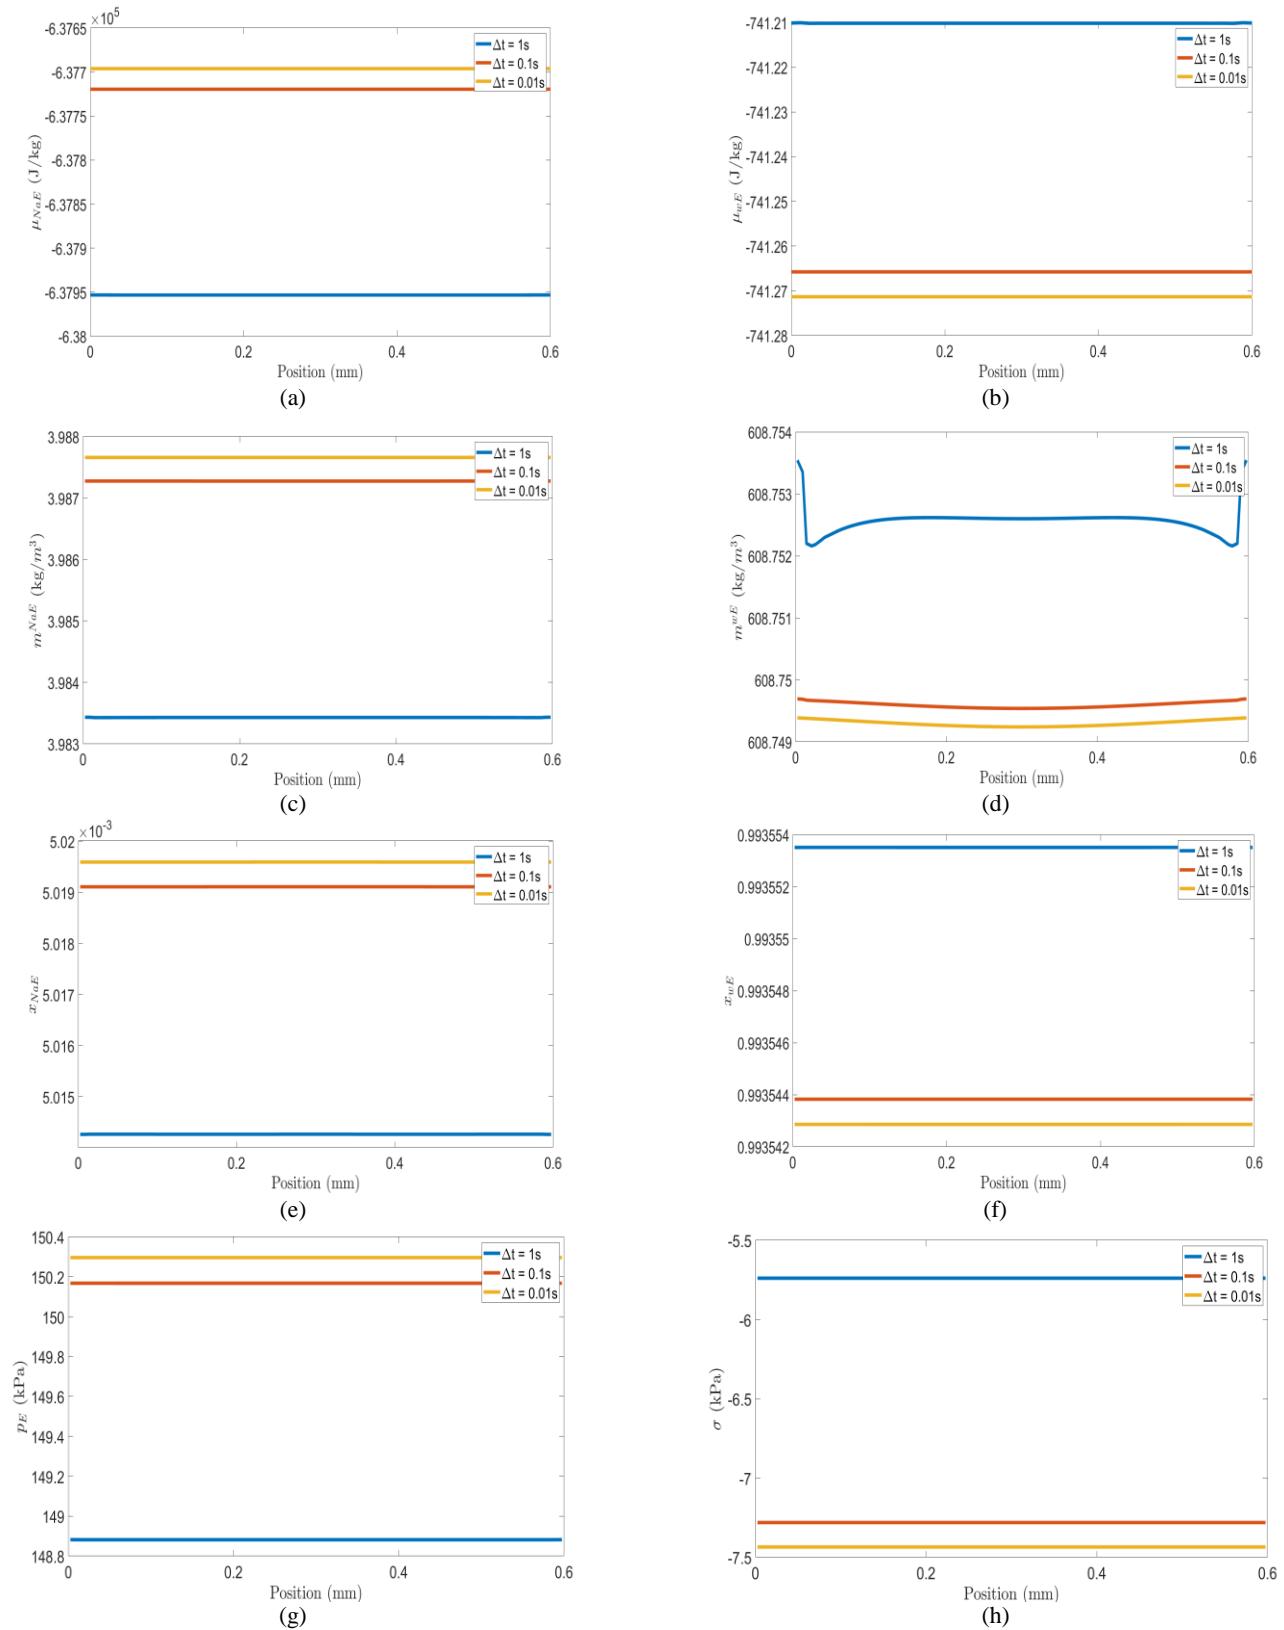 ×10⁵
-6.3765
-6.377
-6.3775
-6.378
-6.3785
-6.379
-6.3795
-6.38
μ_NaE (J/kg)
Δt = 1s
Δt = 0.1s
Δt = 0.01s
0 0.2 0.4 0.6
Position (mm)
(a)
-741.21
-741.22
-741.23
-741.24
-741.25
-741.26
-741.27
-741.28
μ_wE (J/kg)
Δt = 1s
Δt = 0.1s
Δt = 0.01s
0 0.2 0.4 0.6
Position (mm)
(b)
3.988
3.987
3.986
3.985
3.984
3.983
m^NaE (kg/m³)
Δt = 1s
Δt = 0.1s
Δt = 0.01s
0 0.2 0.4 0.6
Position (mm)
(c)
608.754
608.753
608.752
608.751
608.75
608.749
m^wE (kg/m³)
Δt = 1s
Δt = 0.1s
Δt = 0.01s
0 0.2 0.4 0.6
Position (mm)
(d)
×10⁻³
5.02
5.019
5.018
5.017
5.016
5.015
x_NaE
Δt = 1s
Δt = 0.1s
Δt = 0.01s
0 0.2 0.4 0.6
Position (mm)
(e)
0.993554
0.993552
0.99355
0.993548
0.993546
0.993544
0.993542
x_wE
Δt = 1s
Δt = 0.1s
Δt = 0.01s
0 0.2 0.4 0.6
Position (mm)
(f)
150.4
150.2
150
149.8
149.6
149.4
149.2
149
148.8
p_E (kPa)
Δt = 1s
Δt = 0.1s
Δt = 0.01s
0 0.2 0.4 0.6
Position (mm)
(g)
-5.5
-6
-6.5
-7
-7.5
σ (kPa)
Δt = 1s
Δt = 0.1s
Δt = 0.01s
0 0.2 0.4 0.6
Position (mm)
(h)